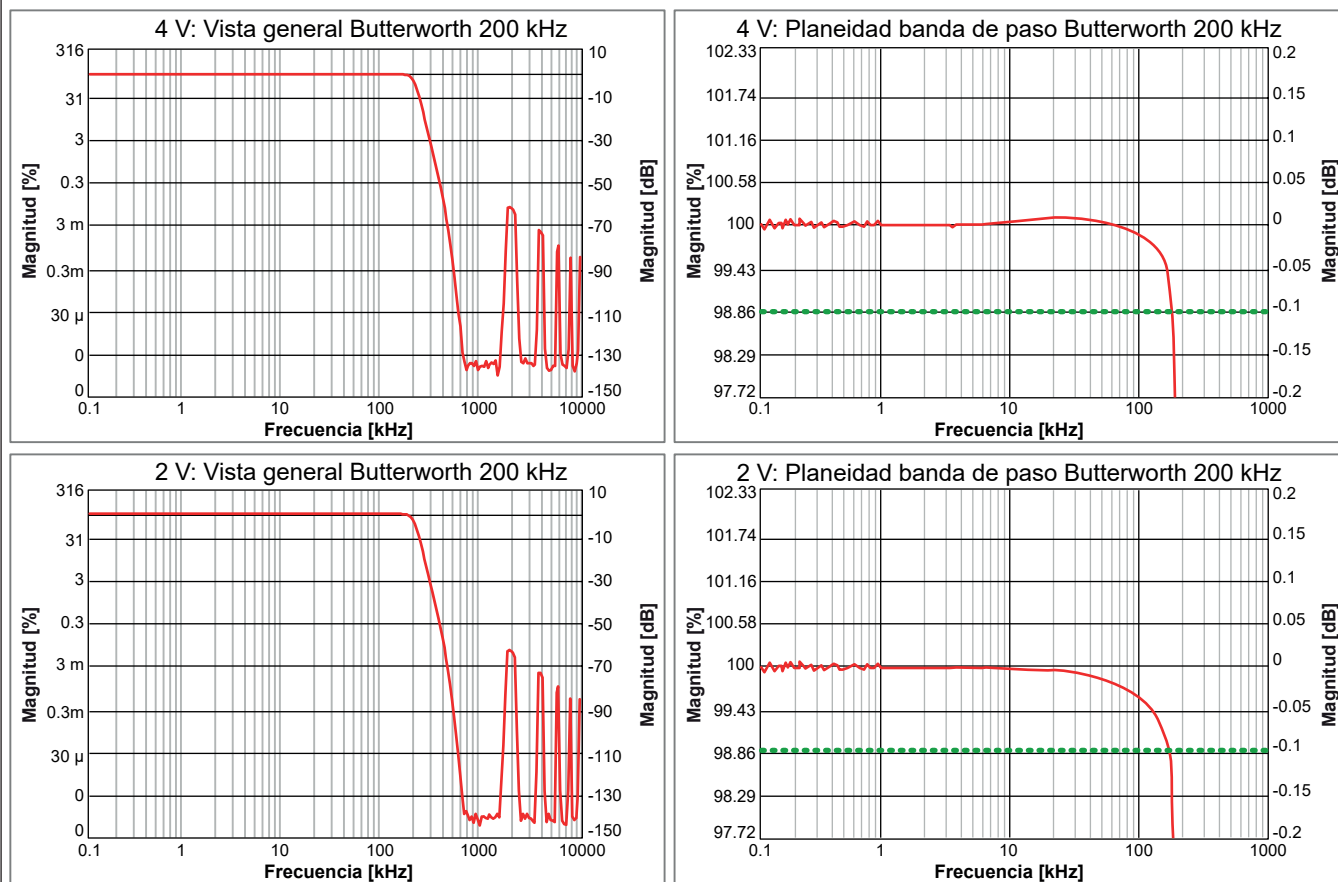 4 V: Vista general Butterworth 200 kHz
316
31
3
0.3
3 m
0.3m
30 µ
0
0
Magnitud [%]
10
-10
-30
-50
-70
-90
-110
-130
-150
Magnitud [dB]
0.1 1 10 100 1000 10000
Frecuencia [kHz]
4 V: Planeidad banda de paso Butterworth 200 kHz
102.33
101.74
101.16
100.58
100
99.43
98.86
98.29
97.72
Magnitud [%]
0.2
0.15
0.1
0.05
0
-0.05
-0.1
-0.15
-0.2
Magnitud [dB]
0.1 1 10 100 1000
Frecuencia [kHz]
2 V: Vista general Butterworth 200 kHz
316
31
3
0.3
3 m
0.3m
30 µ
0
0
Magnitud [%]
10
-10
-30
-50
-70
-90
-110
-130
-150
Magnitud [dB]
0.1 1 10 100 1000 10000
Frecuencia [kHz]
2 V: Planeidad banda de paso Butterworth 200 kHz
102.33
101.74
101.16
100.58
100
99.43
98.86
98.29
97.72
Magnitud [%]
0.2
0.15
0.1
0.05
0
-0.05
-0.1
-0.15
-0.2
Magnitud [dB]
0.1 1 10 100 1000
Frecuencia [kHz]